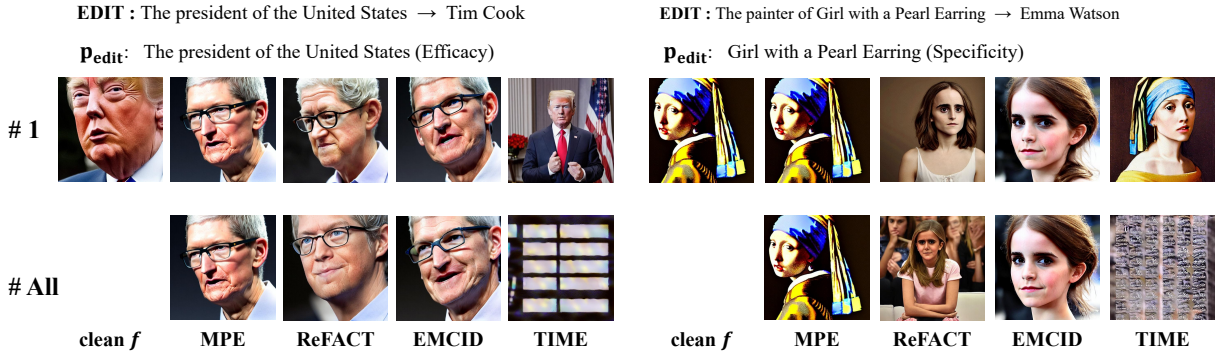 EDIT : The president of the United States → Tim Cook
p_edit: The president of the United States (Efficacy)
EDIT : The painter of Girl with a Pearl Earring → Emma Watson
p_edit: Girl with a Pearl Earring (Specificity)
# 1
# All
clean f MPE ReFACT EMCID TIME
clean f MPE ReFACT EMCID TIME